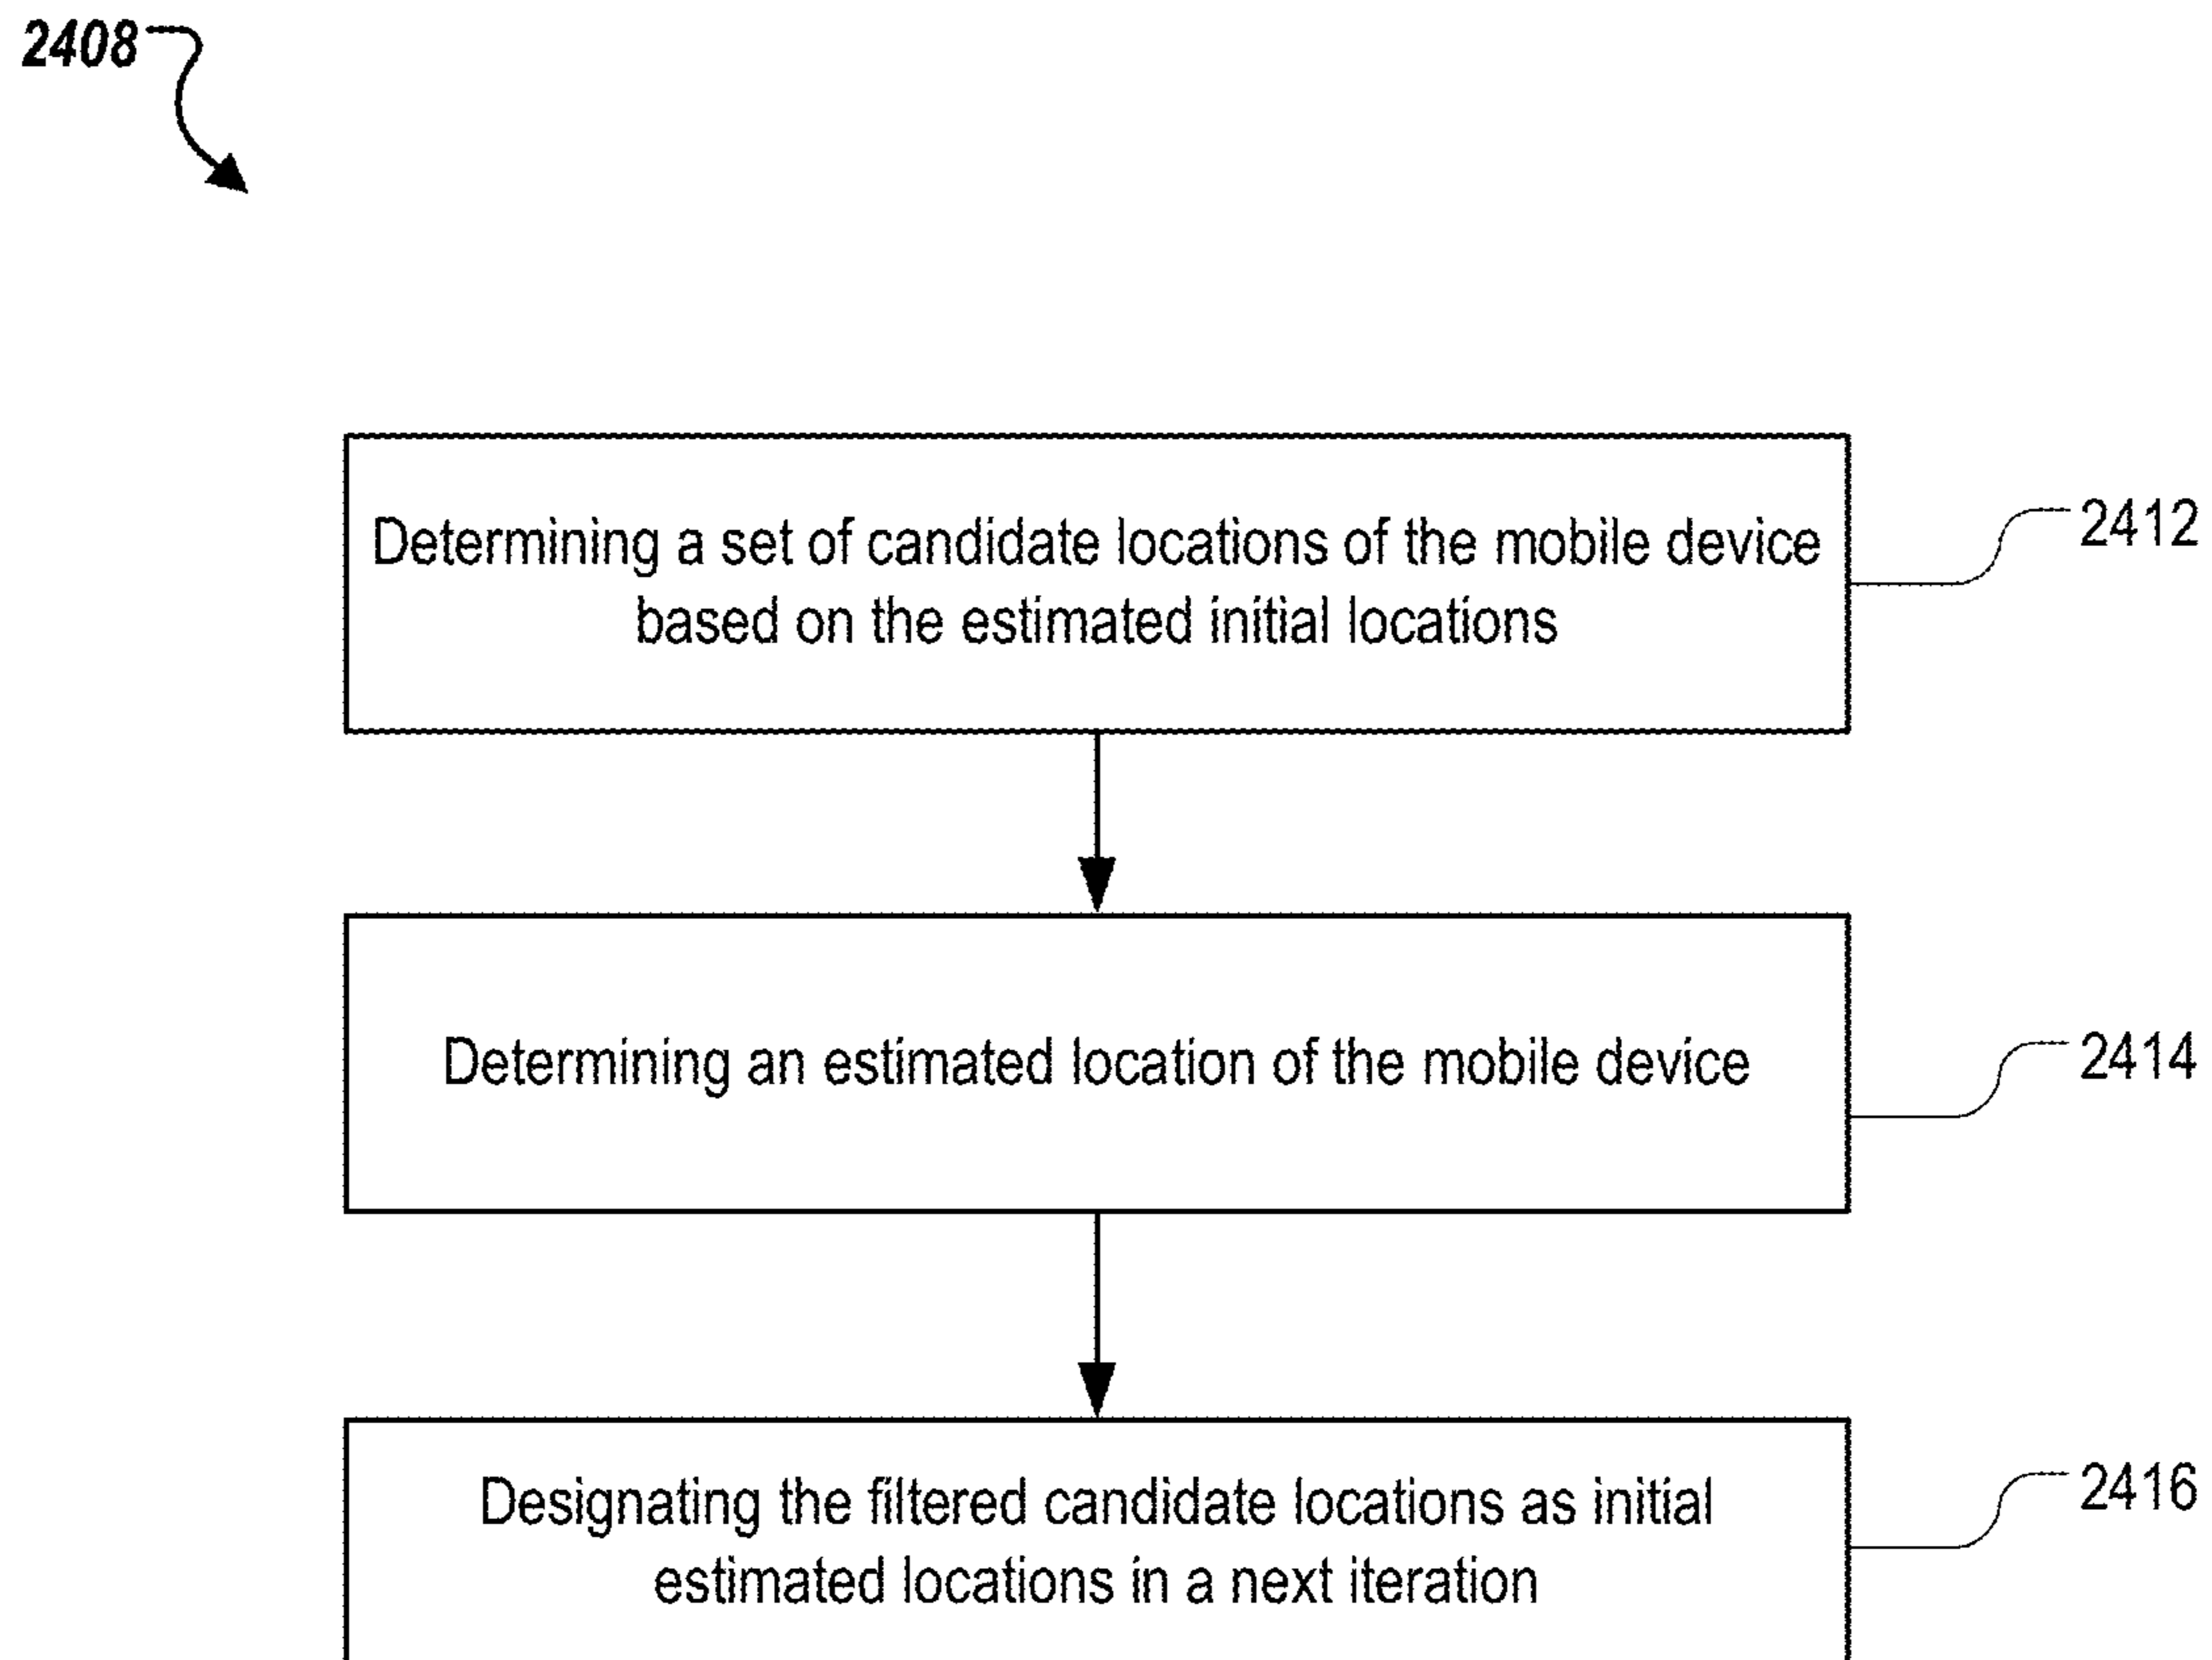 2408
Determining a set of candidate locations of the mobile device
based on the estimated initial locations
2412
Determining an estimated location of the mobile device
2414
Designating the filtered candidate locations as initial
estimated locations in a next iteration
2416